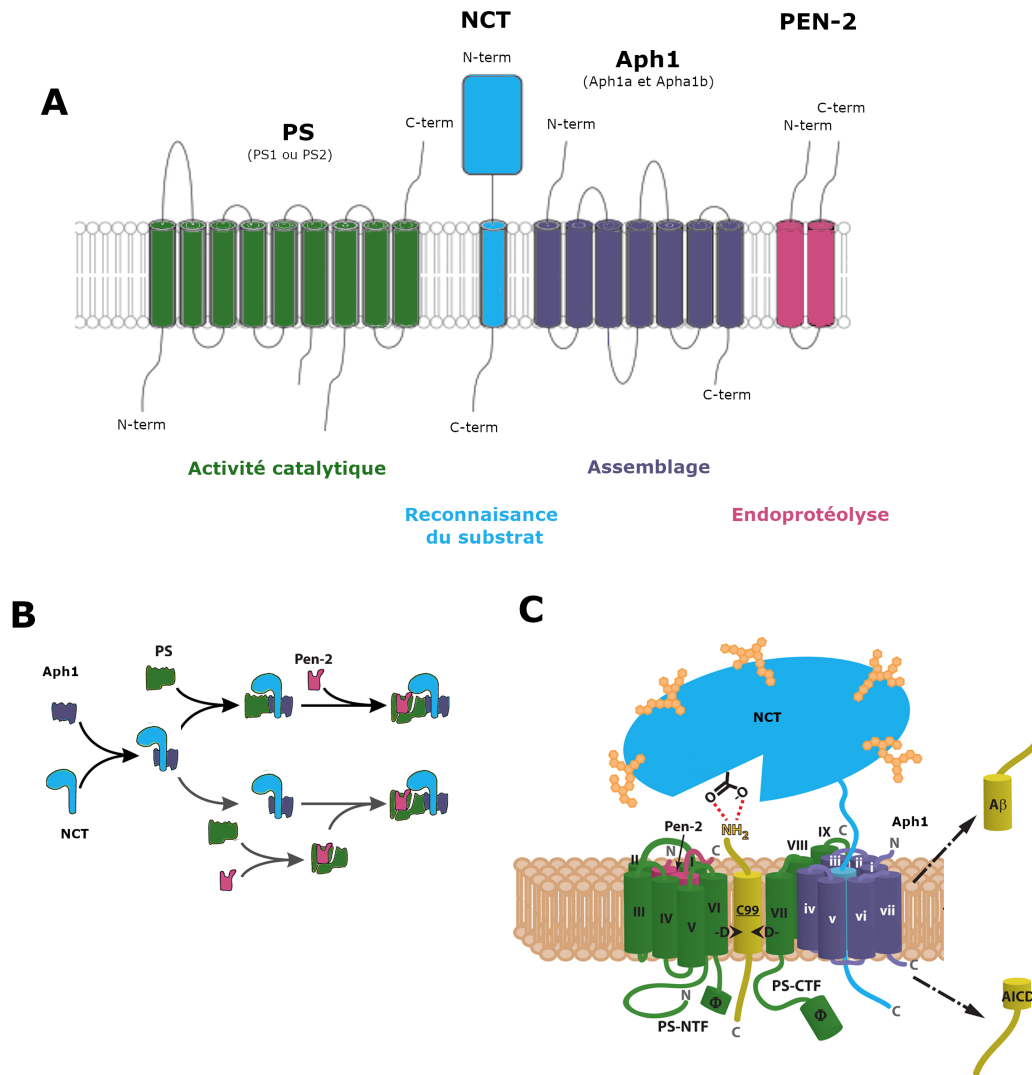 A
NCT
N-term
PEN-2
Aph1
(Aph1a et Apha1b)
C-term
N-term
N-term
C-term
PS
(PS1 ou PS2)
N-term
C-term
C-term
Activité catalytique
Assemblage
Reconnaisance
du substrat
Endoprotéolyse
B
Aph1
PS
Pen-2
NCT
C
NCT
O
O
-
NH2
Pen-2
N
C
II
I
III
IV
V
VI
C99
-D
D-
VII
VIII
IX
C
Aph1
N
iii
ii
i
iv
v
vi
vii
C
N
Φ
PS-NTF
C
PS-CTF
Φ
C
Aβ
AICD